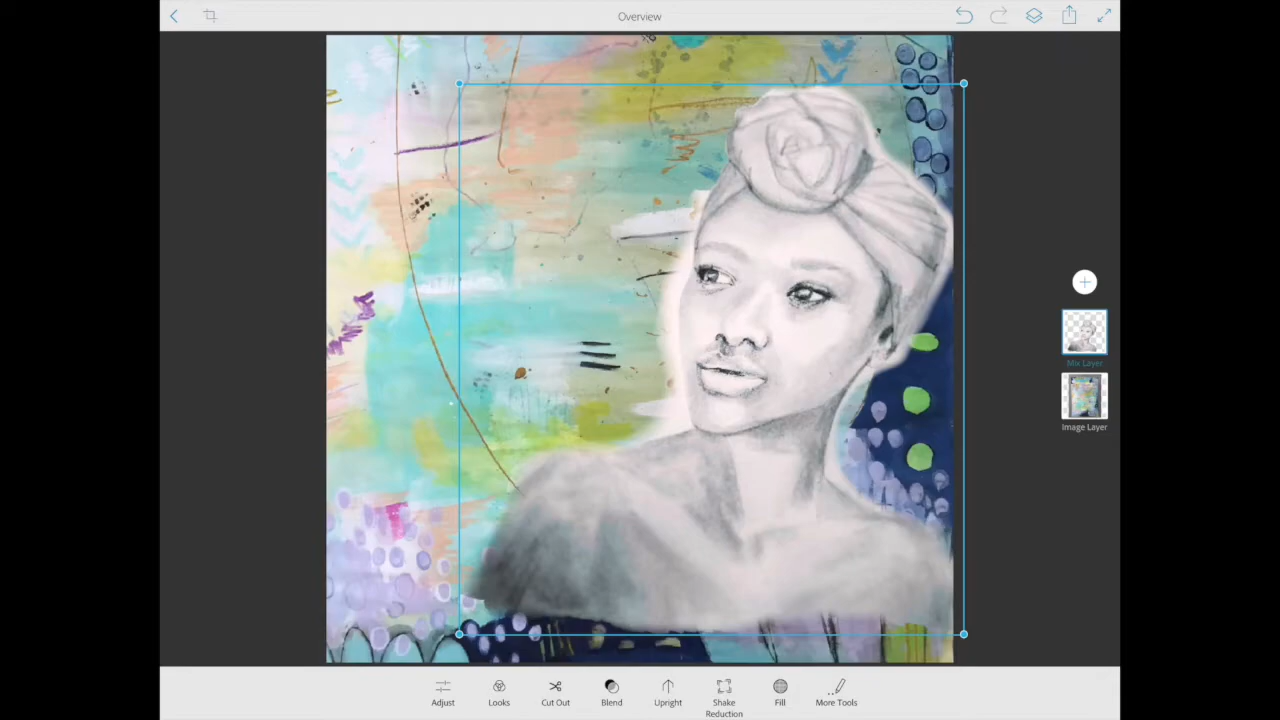 Overview
Mix Layer
Image Layer
Adjust
Looks
Cut Out
Blend
Upright
Shake
Reduction
Fill
More Tools